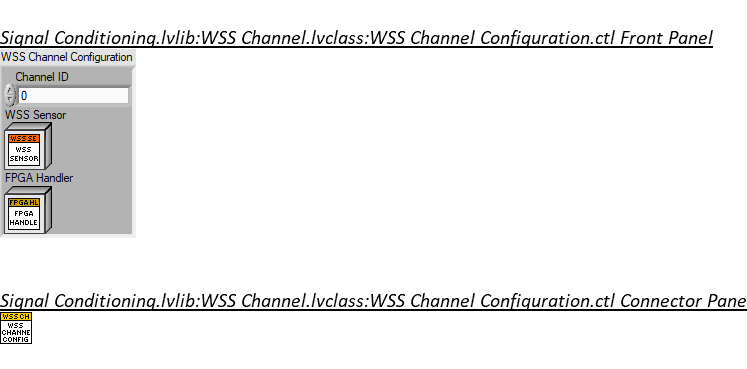 Signal Conditioning.lvlib:WSS Channel.lvclass:WSS Channel Configuration.ctl Front Panel
WSS Channel Configuration
Channel ID
0
WSS Sensor
WSS SE
WSS
SENSOR
FPGA Handler
FPGA HL
FPGA
HANDLE
Signal Conditioning.lvlib:WSS Channel.lvclass:WSS Channel Configuration.ctl Connector Pane
WSS CH
WSS
CHANNE
CONFIG